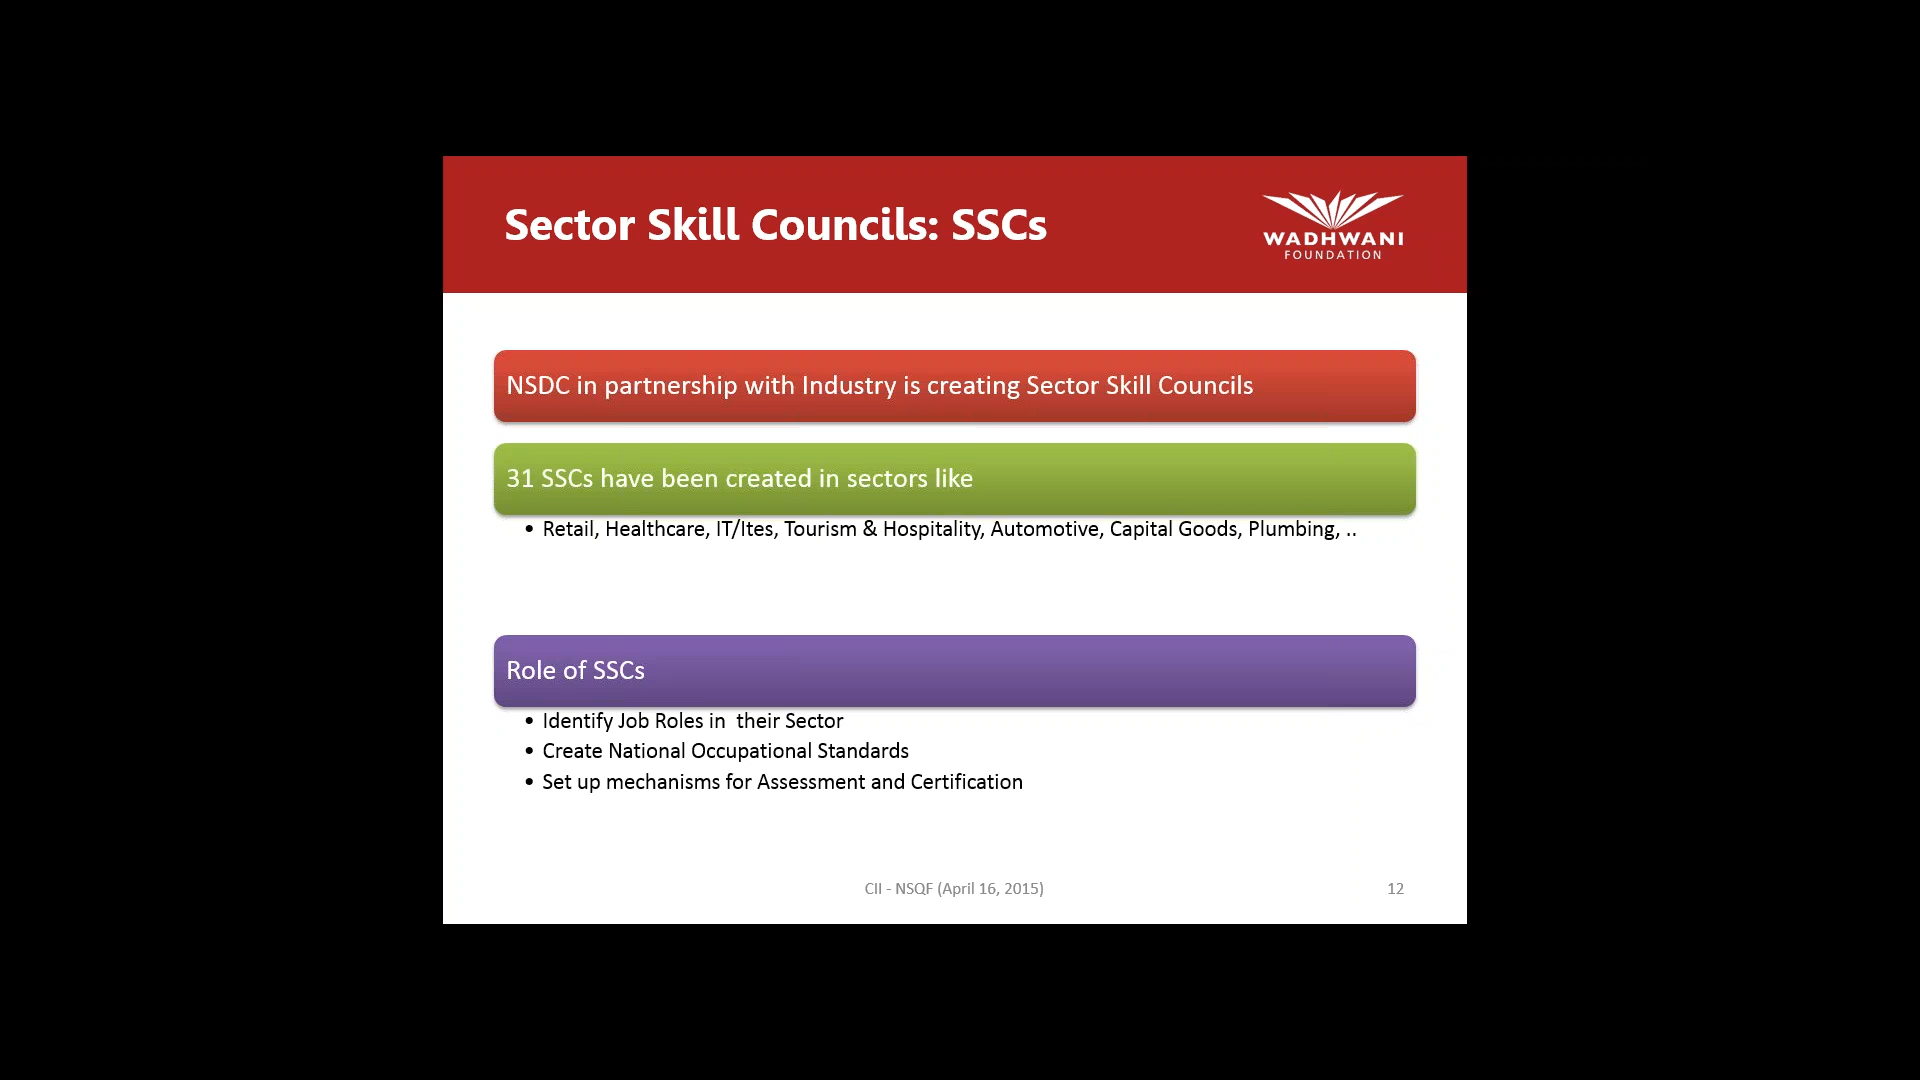 Sector Skill Councils: SSCs
WADHWANI
FOUNDATION
NSDC in partnership with Industry is creating Sector Skill Councils
31 SSCs have been created in sectors like
• Retail, Healthcare, IT/Ites, Tourism & Hospitality, Automotive, Capital Goods, Plumbing, ..
Role of SSCs
• Identify Job Roles in  their Sector
• Create National Occupational Standards
• Set up mechanisms for Assessment and Certification
CII - NSQF (April 16, 2015)
12